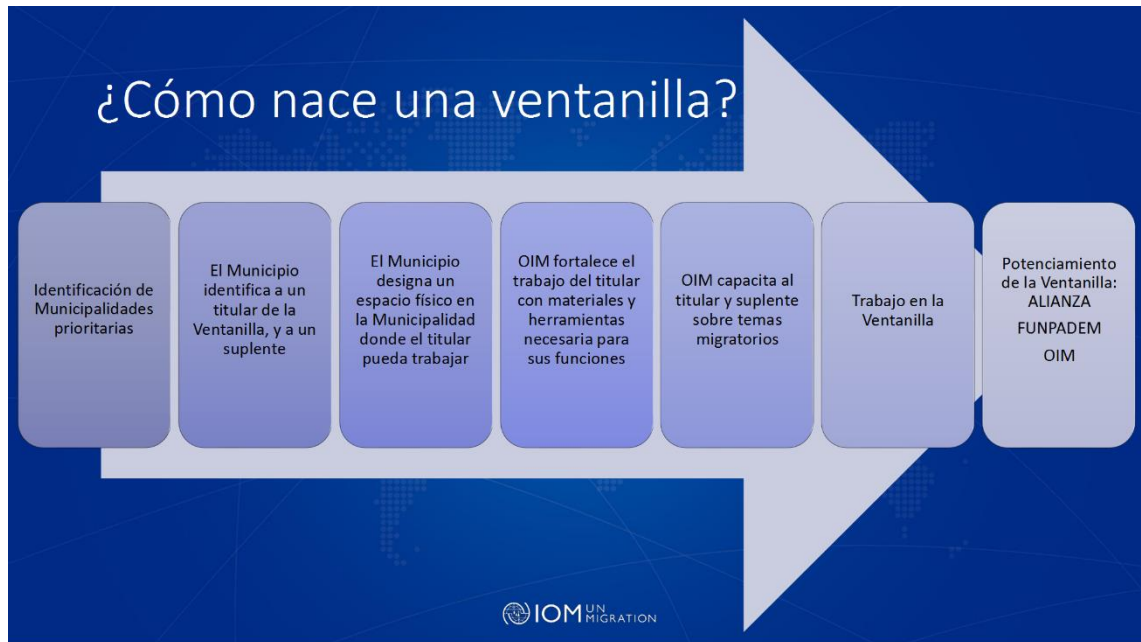 ¿Cómo nace una ventanilla?
Identificación de
Municipalidades
prioritarias
El Municipio
identifica a un
titular de la
Ventanilla, y a un
suplente
El Municipio
designa un
espacio físico en
la Municipalidad
donde el titular
pueda trabajar
OIM fortalece el
trabajo del titular
con materiales y
herramientas
necesaria para
sus funciones
OIM capacita al
titular y suplente
sobre temas
migratorios
Trabajo en la
Ventanilla
Potenciamiento
de la Ventanilla:
ALIANZA
FUNPADEM
OIM
IOM UN
MIGRATION